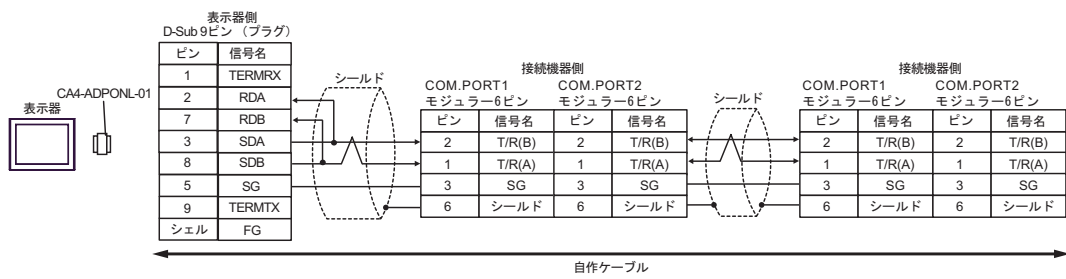 表示器側
D-Sub 9ピン (プラグ)
ピン 信号名
1 TERMRX
2 RDA
7 RDB
3 SDA
8 SDB
5 SG
9 TERMTX
シェル FG
CA4-ADPONL-01
表示器
シールド
接続機器側
COM.PORT1 COM.PORT2
モジュラー6ピン モジュラー6ピン
ピン 信号名 ピン 信号名
2 T/R(B) 2 T/R(B)
1 T/R(A) 1 T/R(A)
3 SG 3 SG
6 シールド 6 シールド
シールド
接続機器側
COM.PORT1 COM.PORT2
モジュラー6ピン モジュラー6ピン
ピン 信号名 ピン 信号名
2 T/R(B) 2 T/R(B)
1 T/R(A) 1 T/R(A)
3 SG 3 SG
6 シールド 6 シールド
自作ケーブル